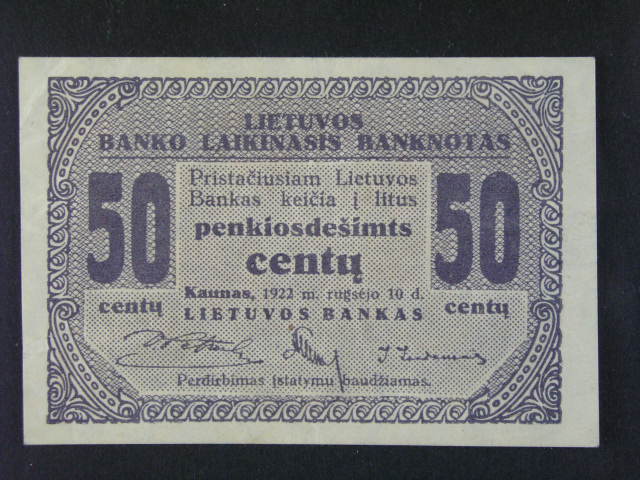 LIETUVOS
BANKO LAIKINASIS BANKNOTAS
50
Pristačiusiam Lietuvos
Bankas keičia į litus
penkiosdešimts
centų
50
centų
Kaunas, 1922 m. rugsėjo 10 d.
LIETUVOS BANKAS
centų
Perdirbimas įstatymu baudžiamas.